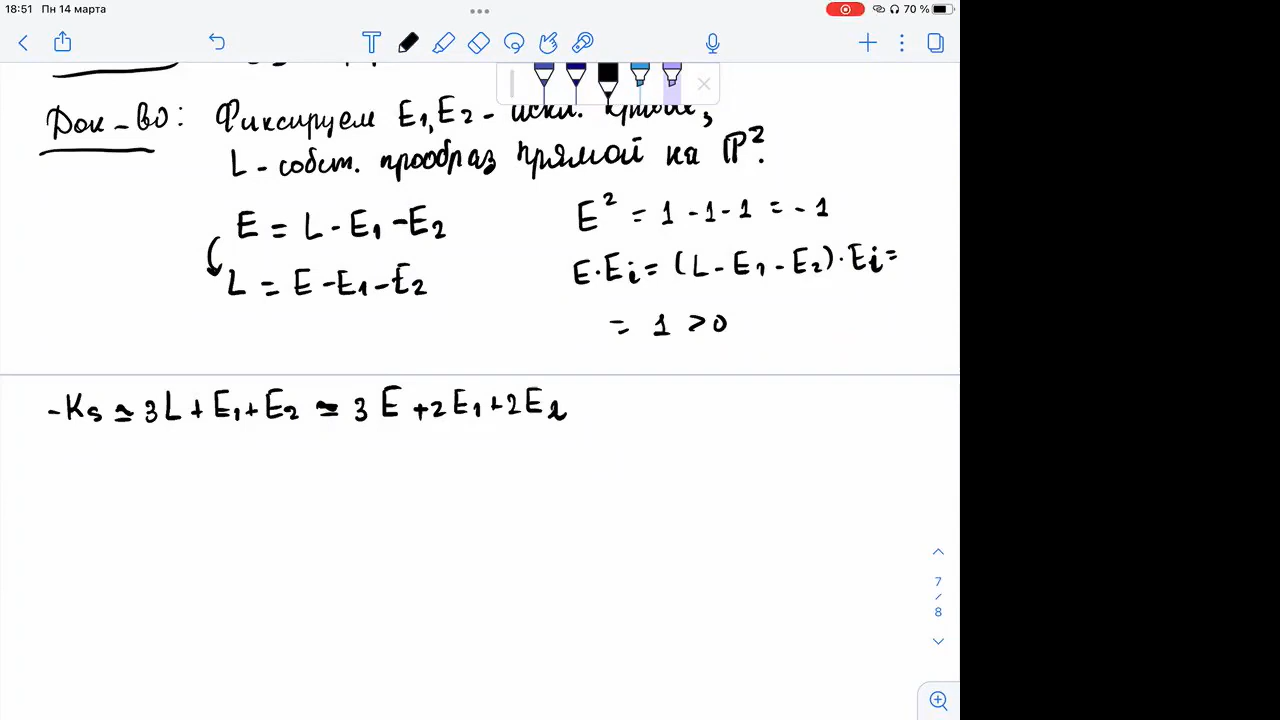 18:51 Пн 14 марта
70 %
Док-во: Фиксируем E₁, E₂ - искл. кривые,
L - собст. прообраз прямой на ℙ².
E = L - E₁ - E₂
L = E - E₁ - E₂
E² = 1 - 1 - 1 = - 1
E·Eᵢ = (L - E₁ - E₂)·Eᵢ =
= 1 > 0
-Kₛ ≃ 3L + E₁ + E₂ ≃ 3E + 2E₁ + 2E₂
7
/
8